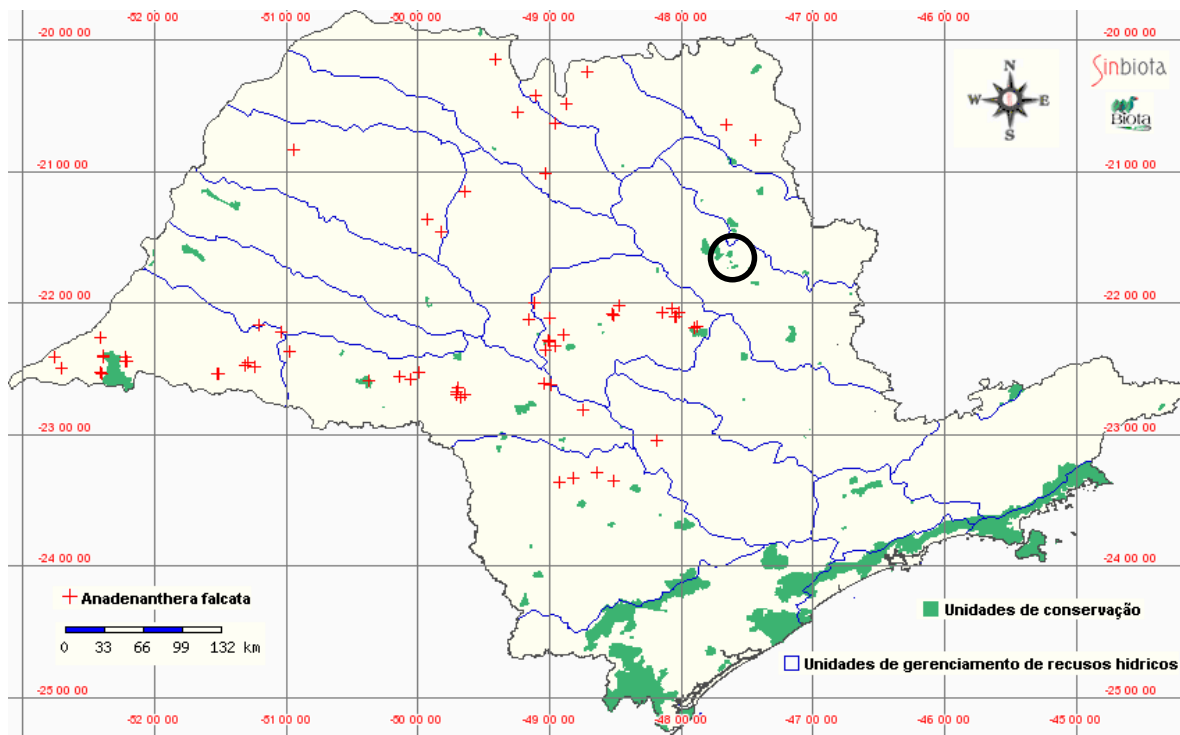 -52 00 00 -51 00 00 -50 00 00 -49 00 00 -48 00 00 -47 00 00 -46 00 00 -45 00 00
-20 00 00 -20 00 00
N
W E
S
Sinbiota
Biota
-21 00 00 -21 00 00
-22 00 00 -22 00 00
-23 00 00 -23 00 00
-24 00 00 -24 00 00
Anadenanthera falcata
0 33 66 99 132 km
Unidades de conservação
Unidades de gerenciamento de recusos hidricos
-25 00 00 -25 00 00
-52 00 00 -51 00 00 -50 00 00 -49 00 00 -48 00 00 -47 00 00 -46 00 00 -45 00 00